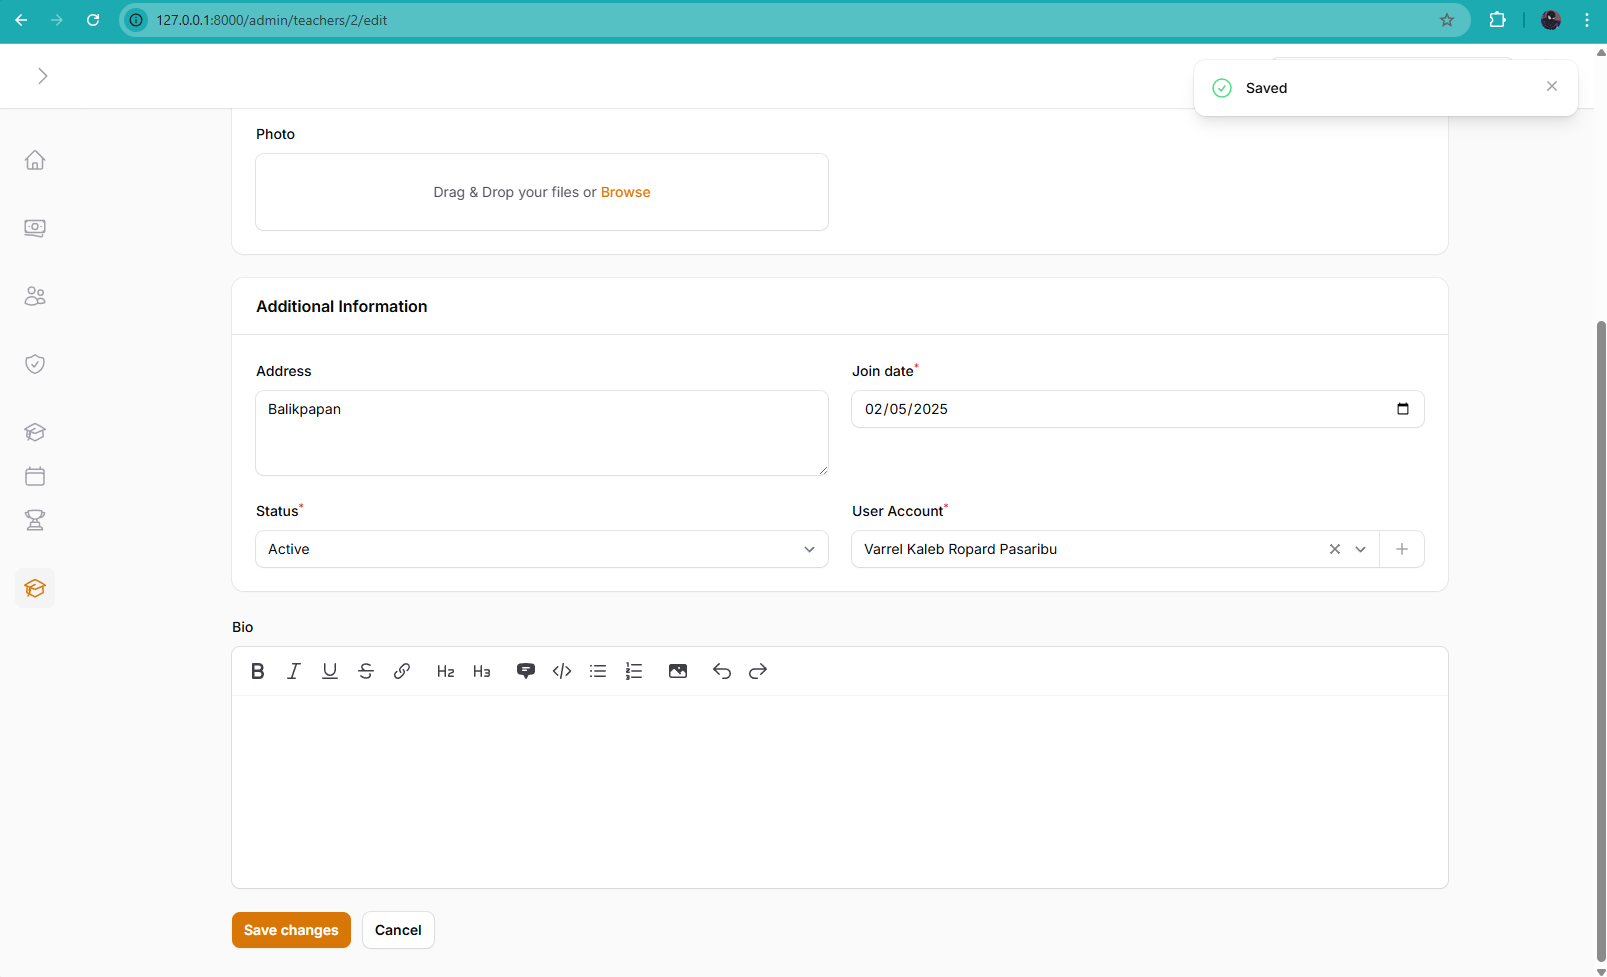 127.0.0.1:8000/admin/teachers/2/edit
Saved
Photo
Drag & Drop your files or Browse
Additional Information
Address
Join date*
Balikpapan
02/05/2025
Status*
User Account*
Active
Varrel Kaleb Ropard Pasaribu
Bio
B I U S H2 H3
Save changes
Cancel